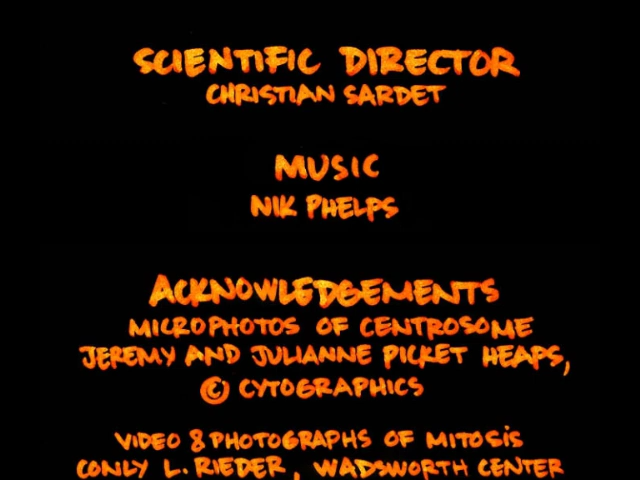 SCIENTIFIC DIRECTOR
CHRISTIAN SARDET
MUSIC
NIK PHELPS
ACKNOWLEDGEMENTS
MICROPHOTOS OF CENTROSOME
JEREMY AND JULIANNE PICKET HEAPS,
© CYTOGRAPHICS
VIDEO & PHOTOGRAPHS OF MITOSIS
CONLY L. RIEDER, WADSWORTH CENTER